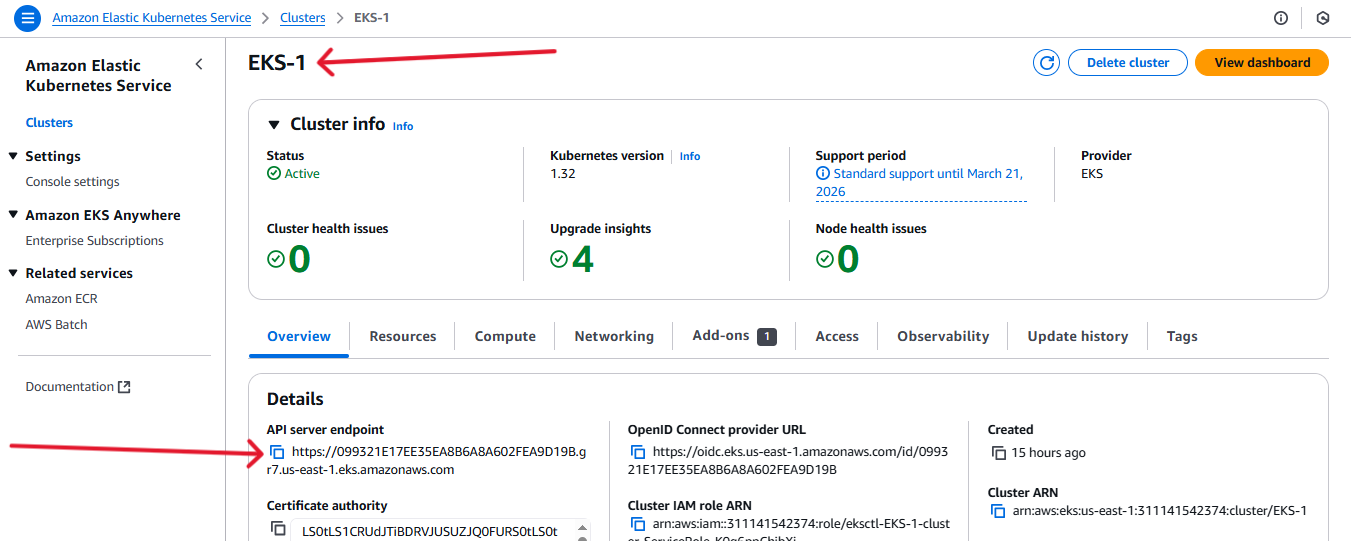 Amazon Elastic Kubernetes Service > Clusters > EKS-1
Amazon Elastic
Kubernetes Service
Clusters
Settings
Console settings
Amazon EKS Anywhere
Enterprise Subscriptions
Related services
Amazon ECR
AWS Batch
Documentation
EKS-1
Delete cluster
View dashboard
Cluster info Info
Status
Active
Kubernetes version Info
1.32
Support period
Standard support until March 21,
2026
Provider
EKS
Cluster health issues
0
Upgrade insights
4
Node health issues
0
Overview Resources Compute Networking Add-ons 1 Access Observability Update history Tags
Details
API server endpoint
https://099321E17EE35EA8B6A8A602FEA9D19B.g
r7.us-east-1.eks.amazonaws.com
Certificate authority
LS0tLS1CRUdJTiBDRVJUSUZJQ0FURS0tLS0t
OpenID Connect provider URL
https://oidc.eks.us-east-1.amazonaws.com/id/0993
21E17EE35EA8B6A8A602FEA9D19B
Cluster IAM role ARN
arn:aws:iam::311141542374:role/eksctl-EKS-1-clust
Created
15 hours ago
Cluster ARN
arn:aws:eks:us-east-1:311141542374:cluster/EKS-1